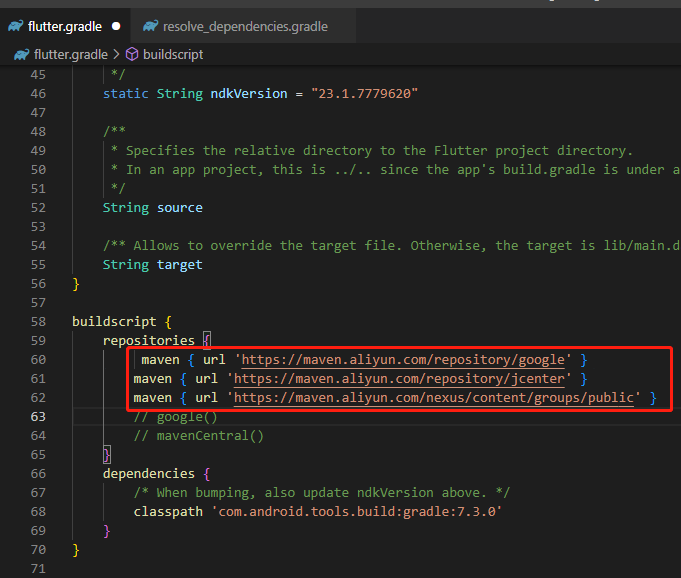 flutter.gradle
resolve_dependencies.gradle
flutter.gradle > buildscript
45 */
46 static String ndkVersion = "23.1.7779620"
47
48 /**
49 * Specifies the relative directory to the Flutter project directory.
50 * In an app project, this is ../.. since the app's build.gradle is under a
51 */
52 String source
53
54 /** Allows to override the target file. Otherwise, the target is lib/main.d
55 String target
56 }
57
58 buildscript {
59 repositories {
60 maven { url 'https://maven.aliyun.com/repository/google' }
61 maven { url 'https://maven.aliyun.com/repository/jcenter' }
62 maven { url 'https://maven.aliyun.com/nexus/content/groups/public' }
63 // google()
64 // mavenCentral()
65 }
66 dependencies {
67 /* When bumping, also update ndkVersion above. */
68 classpath 'com.android.tools.build:gradle:7.3.0'
69 }
70 }
71